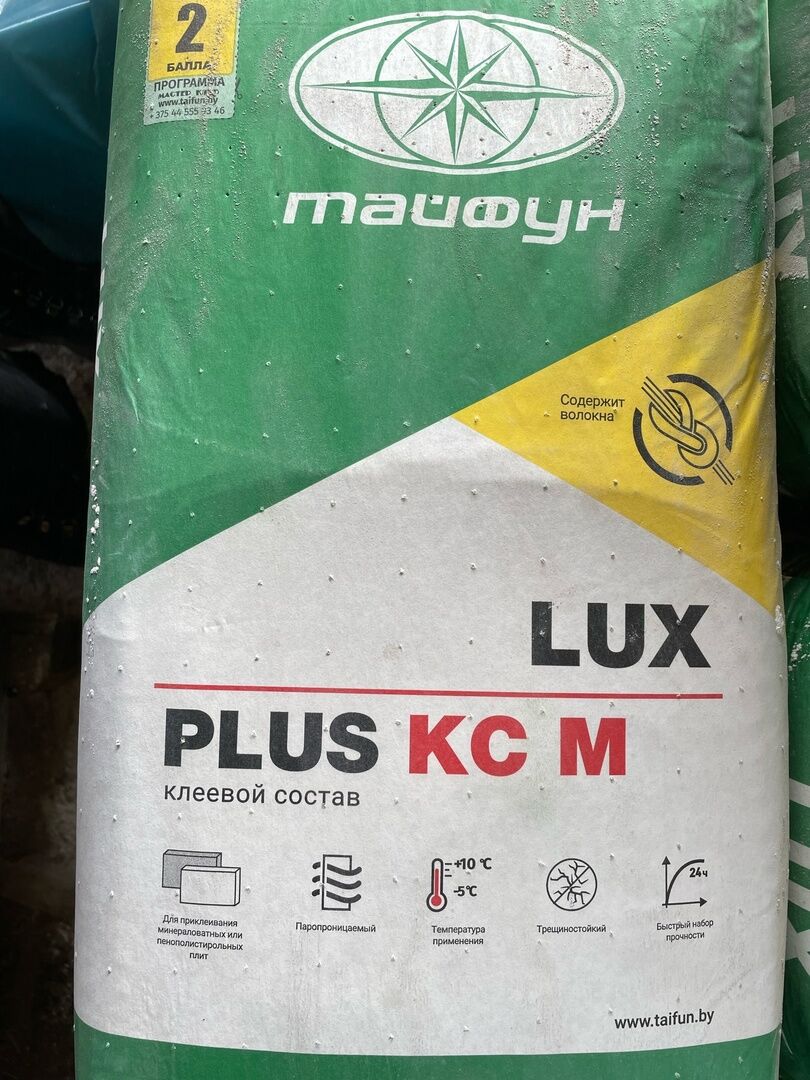 2
БАЛЛА
ПРОГРАММА
www.taifun.by
тайфун
Содержит
волокна
LUX
PLUS КС М
клеевой состав
+10 °C
-5°C
24ч
Для приклеивания
минераловатных или
пенополистирольных
плит
Паропроницаемый
Температура
применения
Трещиностойкий
Быстрый набор
прочности
www.taifun.by